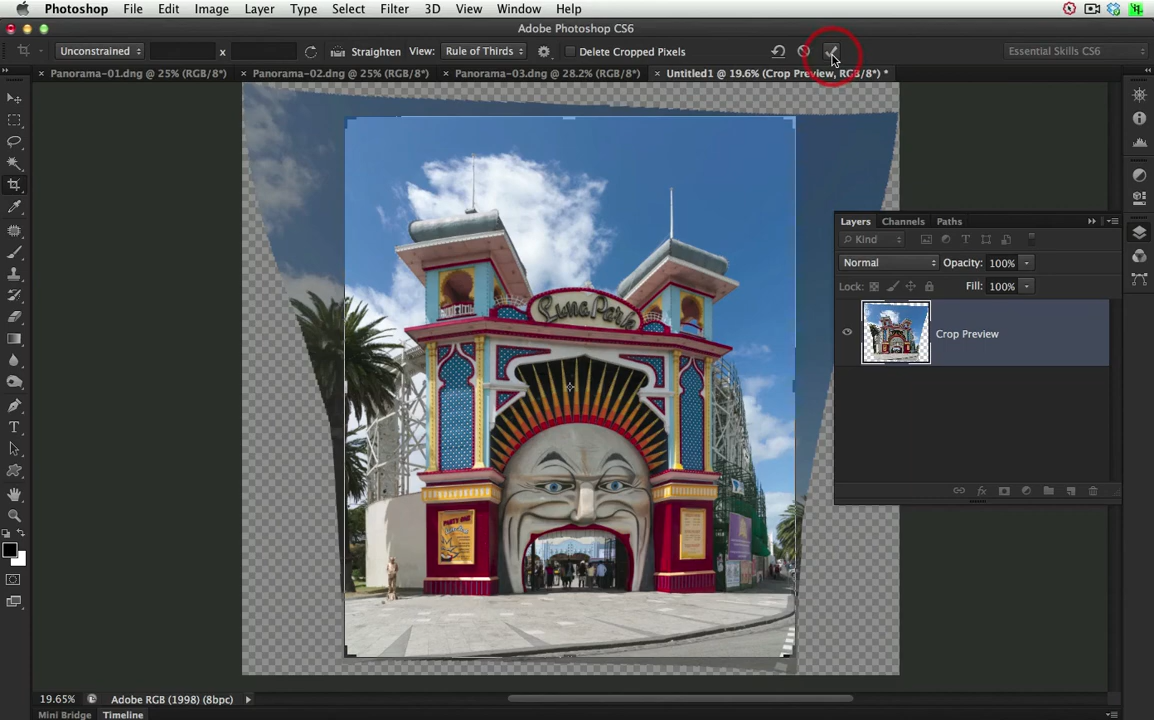 Photoshop File Edit Image Layer Type Select Filter 3D View Window Help
Adobe Photoshop CS6
Unconstrained x Straighten View: Rule of Thirds Delete Cropped Pixels Essential Skills CS6
Panorama-01.dng @ 25% (RGB/8*) Panorama-02.dng @ 25% (RGB/8*) Panorama-03.dng @ 28.2% (RGB/8*) Untitled1 @ 19.6% (Crop Preview, RGB/8*) *
Layers Channels Paths
Kind
Normal Opacity: 100%
Lock: Fill: 100%
Crop Preview
Luna Park
19.65% Adobe RGB (1998) (8bpc)
Mini Bridge Timeline